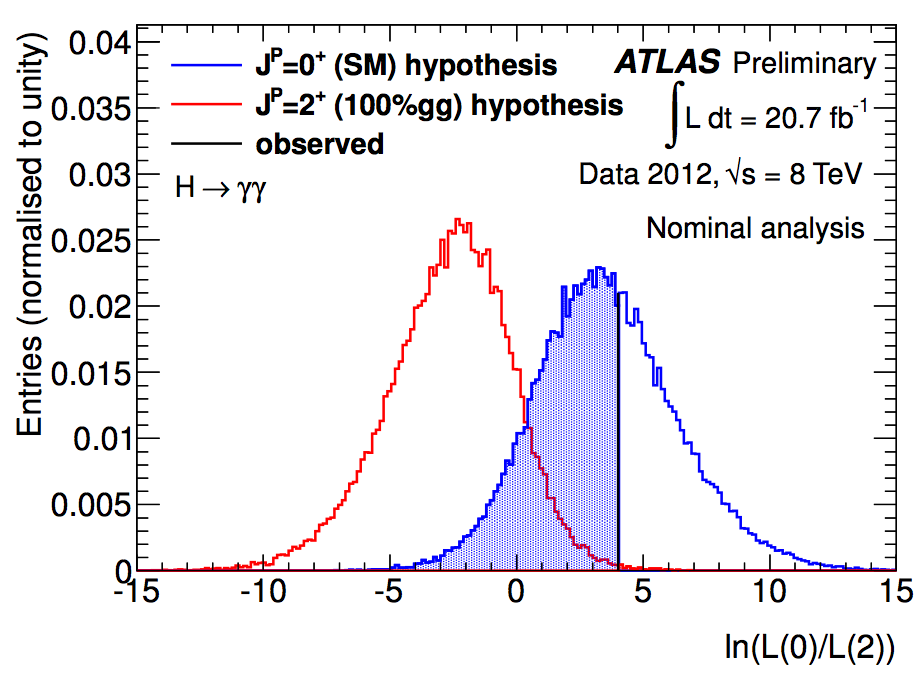 Entries (normalised to unity)
0.04
0.035
0.03
0.025
0.02
0.015
0.01
0.005
0
J^P=0^+ (SM) hypothesis
J^P=2^+ (100%gg) hypothesis
observed
H → γγ
ATLAS Preliminary
∫ L dt = 20.7 fb^-1
Data 2012, √s = 8 TeV
Nominal analysis
-15 -10 -5 0 5 10 15
ln(L(0)/L(2))